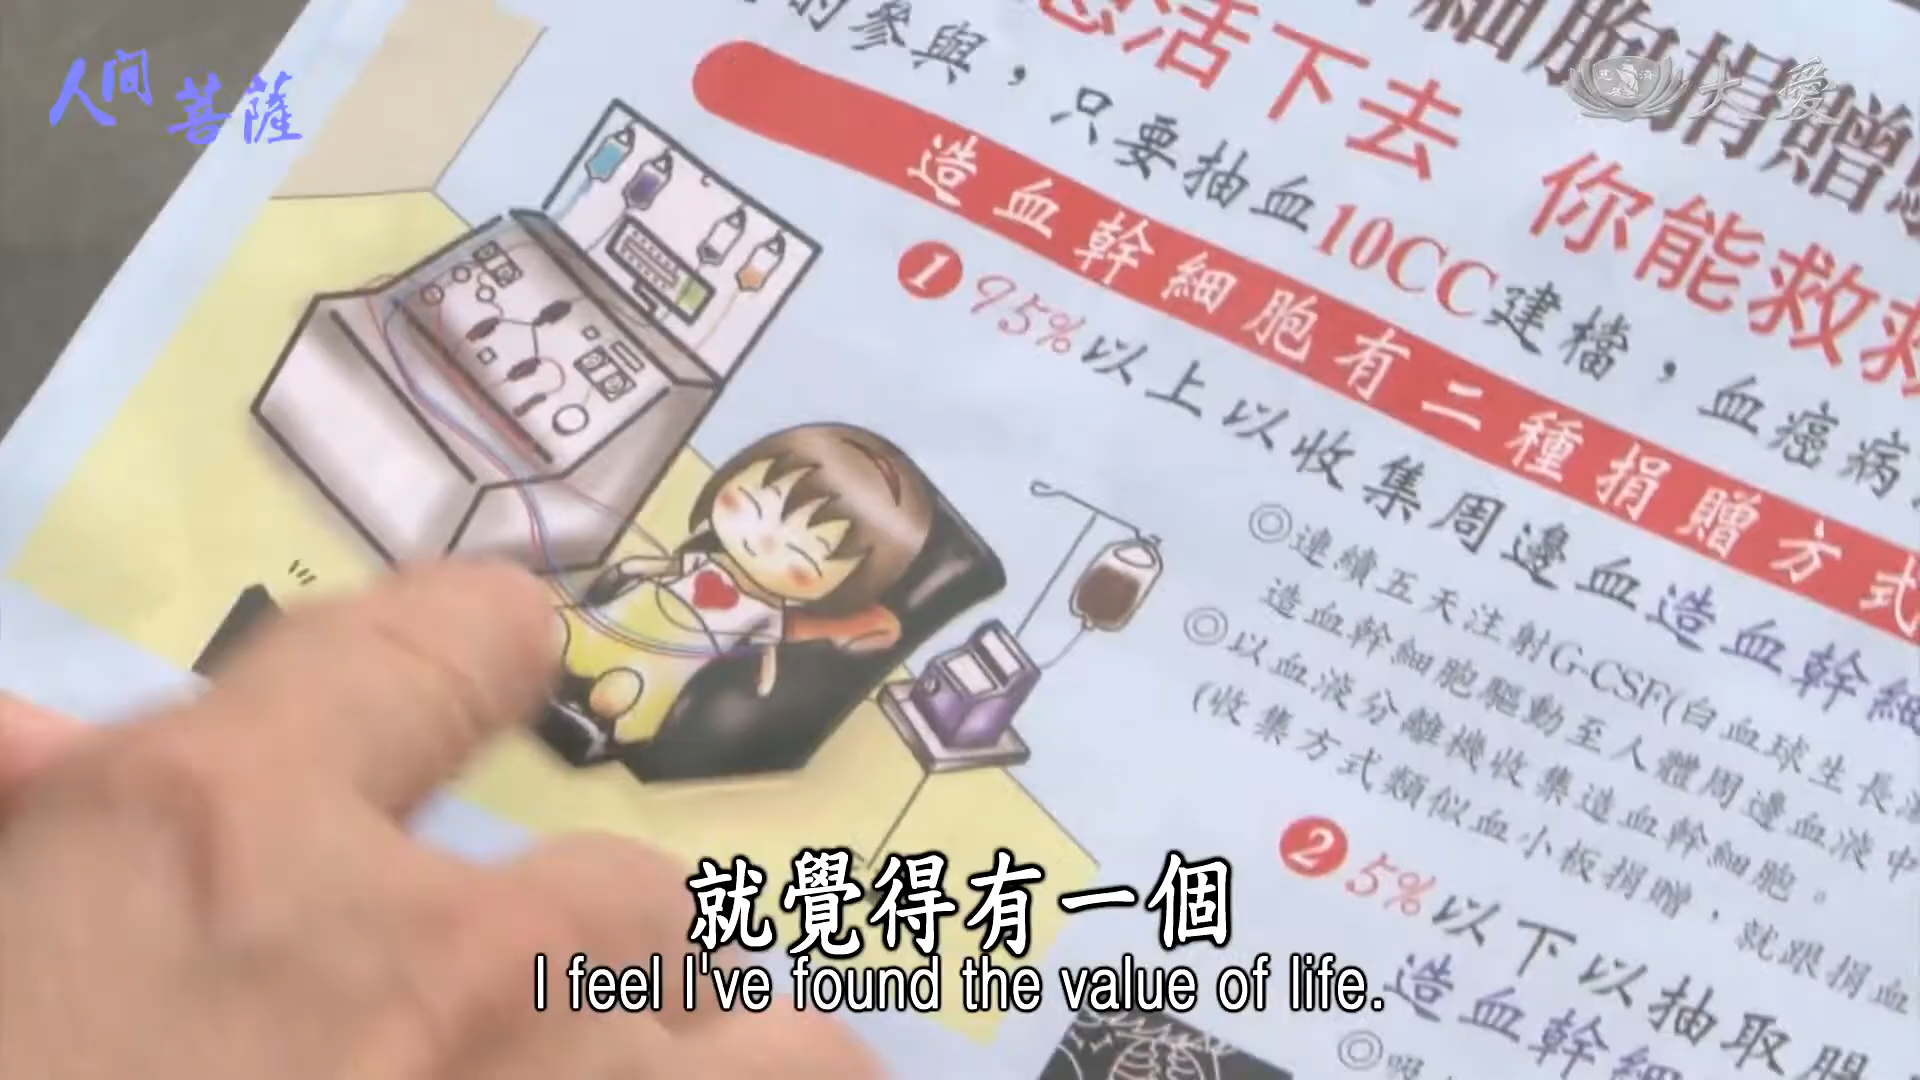 人間菩薩
大愛
細胞捐贈
想活下去 你能救
的參與，只要抽血10CC建檔，血癌病
造血幹細胞有二種捐贈方式
1 95%以上以收集周邊血造血幹細
◎連續五天注射G-CSF(白血球生長激
造血幹細胞驅動至人體周邊血液中
◎以血液分離機收集造血幹細胞。
(收集方式類似血小板捐贈，就跟捐血
2 5%以下以抽取
造血幹細
就覺得有一個
I feel I've found the value of life.